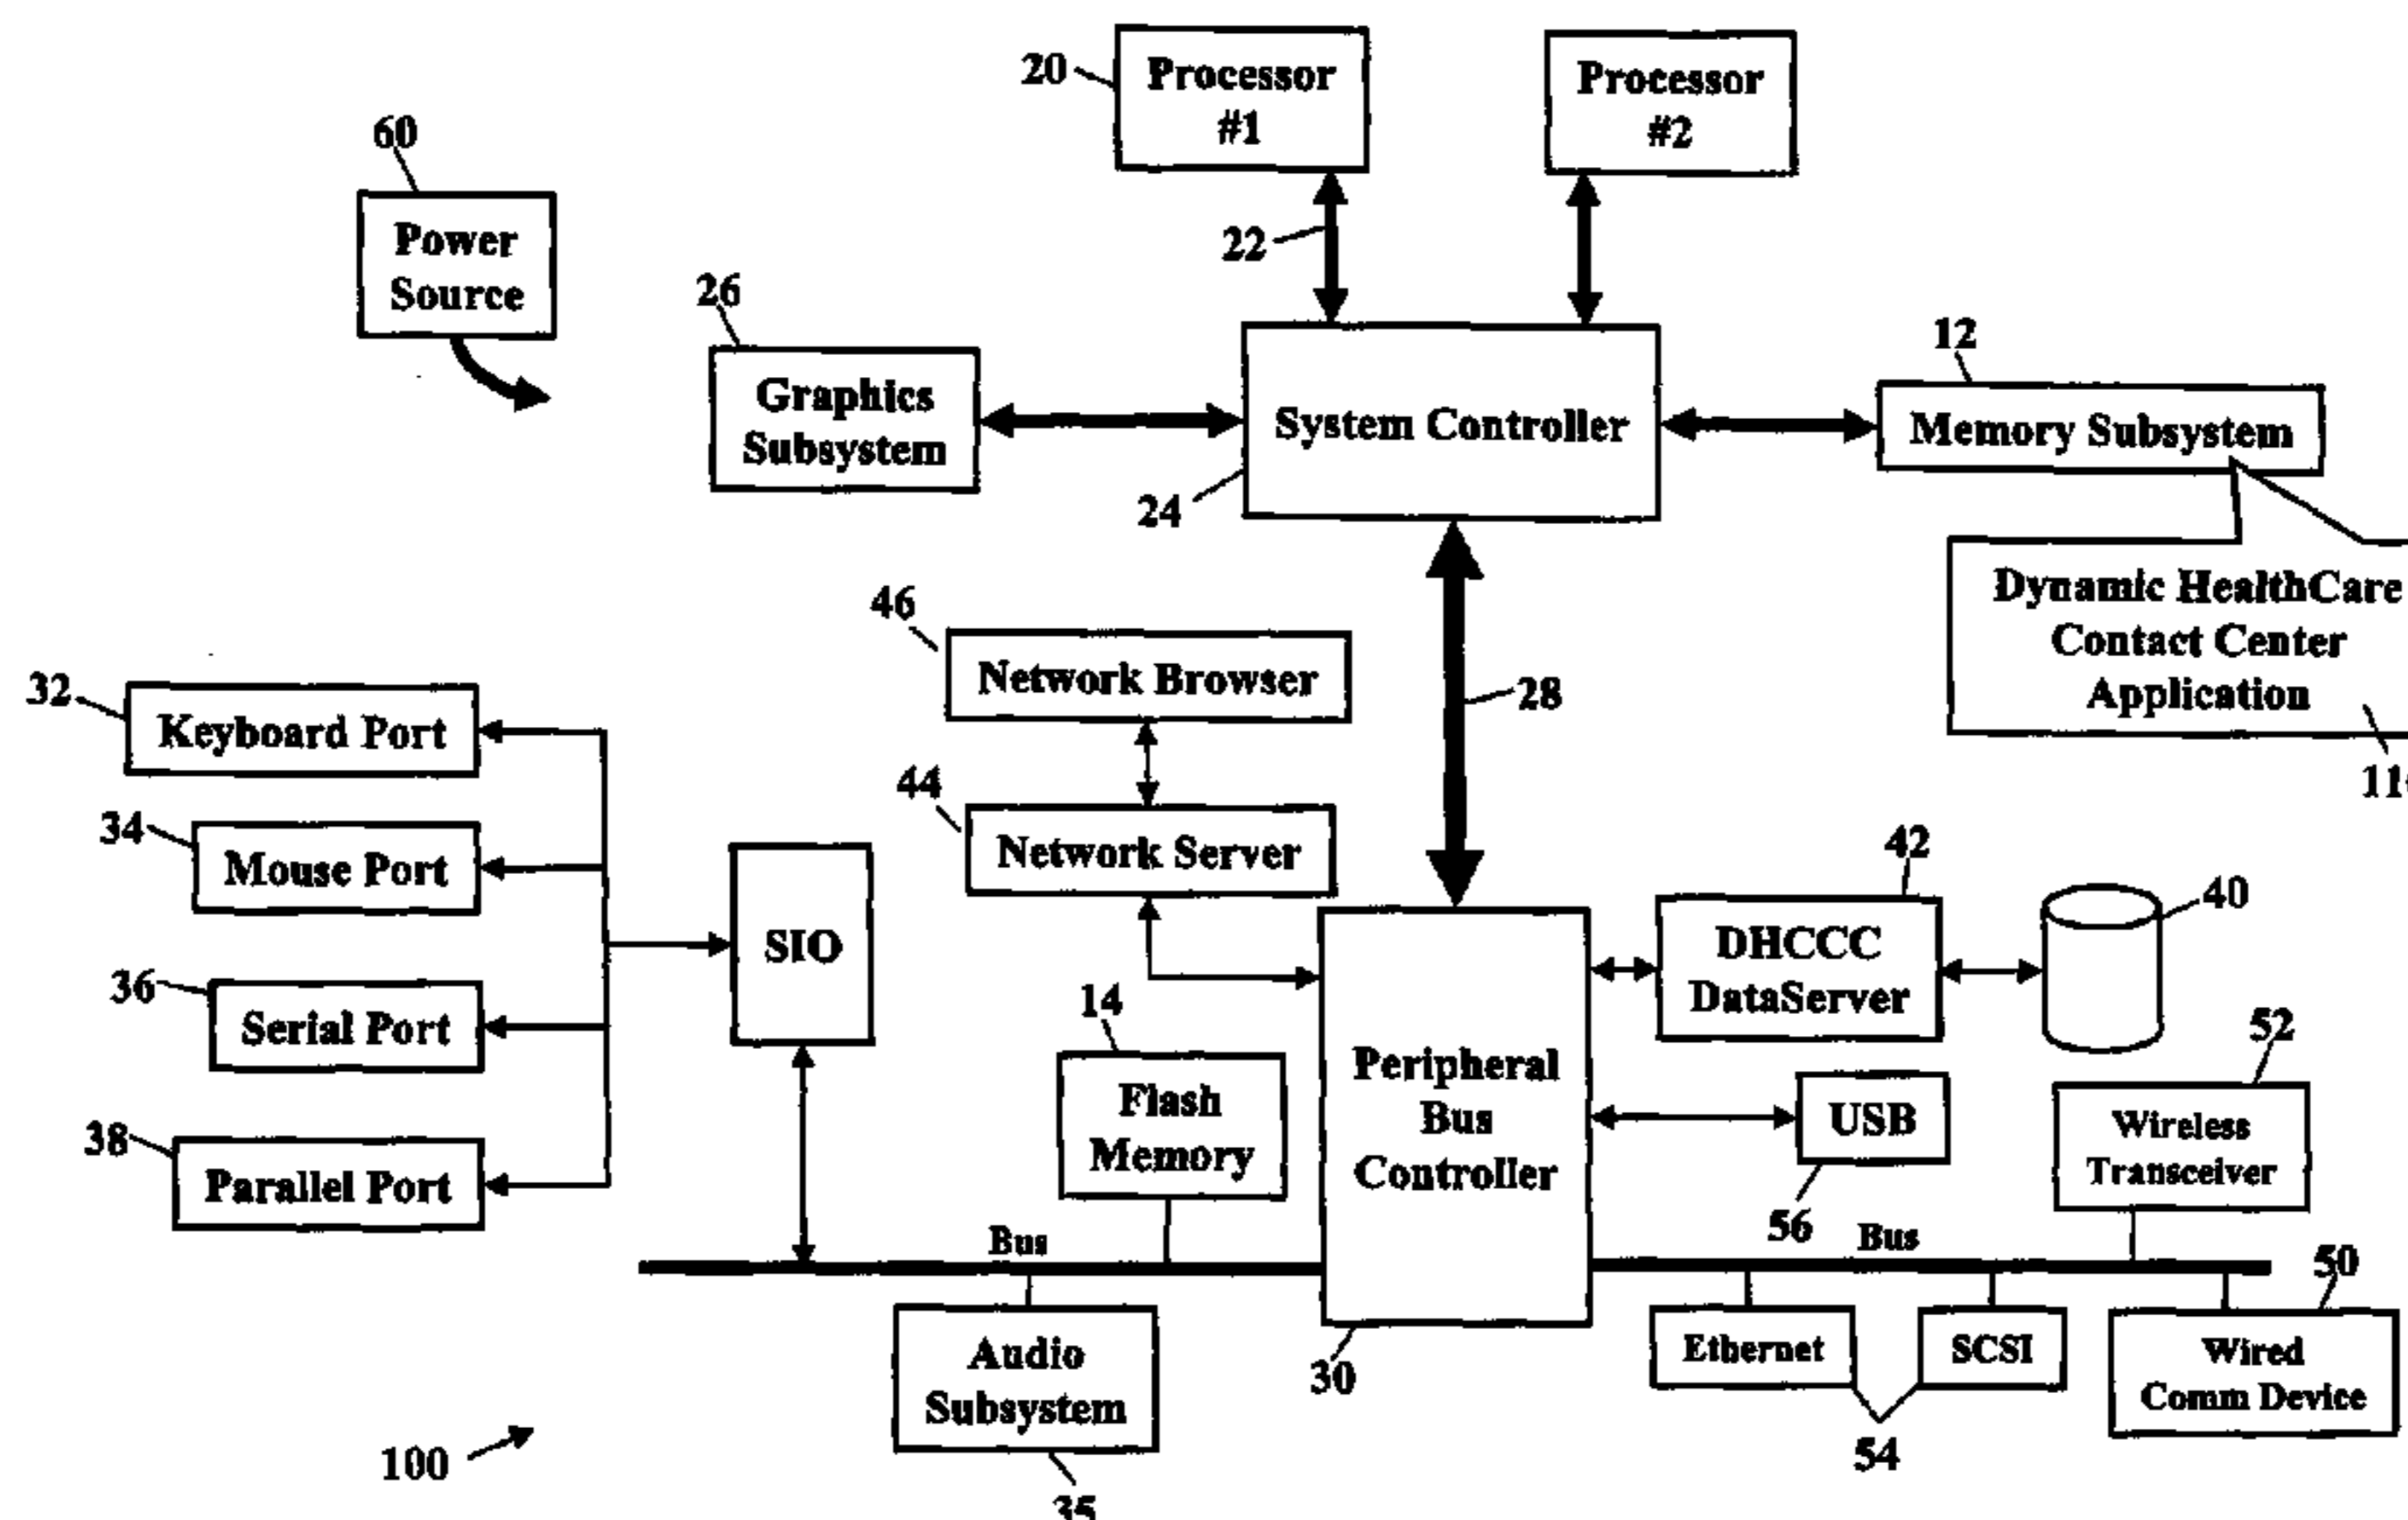 20
Processor
#1
Processor
#2
60
Power
Source
22
26
Graphics
Subsystem
System Controller
24
12
Memory Subsystem
Dynamic HealthCare
Contact Center
Application
46
Network Browser
28
32
Keyboard Port
44
Network Server
34
Mouse Port
SIO
42
DHCCC
DataServer
40
36
Serial Port
14
Flash
Memory
Peripheral
Bus
Controller
USB
56
52
Wireless
Transceiver
38
Parallel Port
Bus
Bus
50
Audio
Subsystem
30
Ethernet
SCSI
54
Wired
Comm Device
100
35